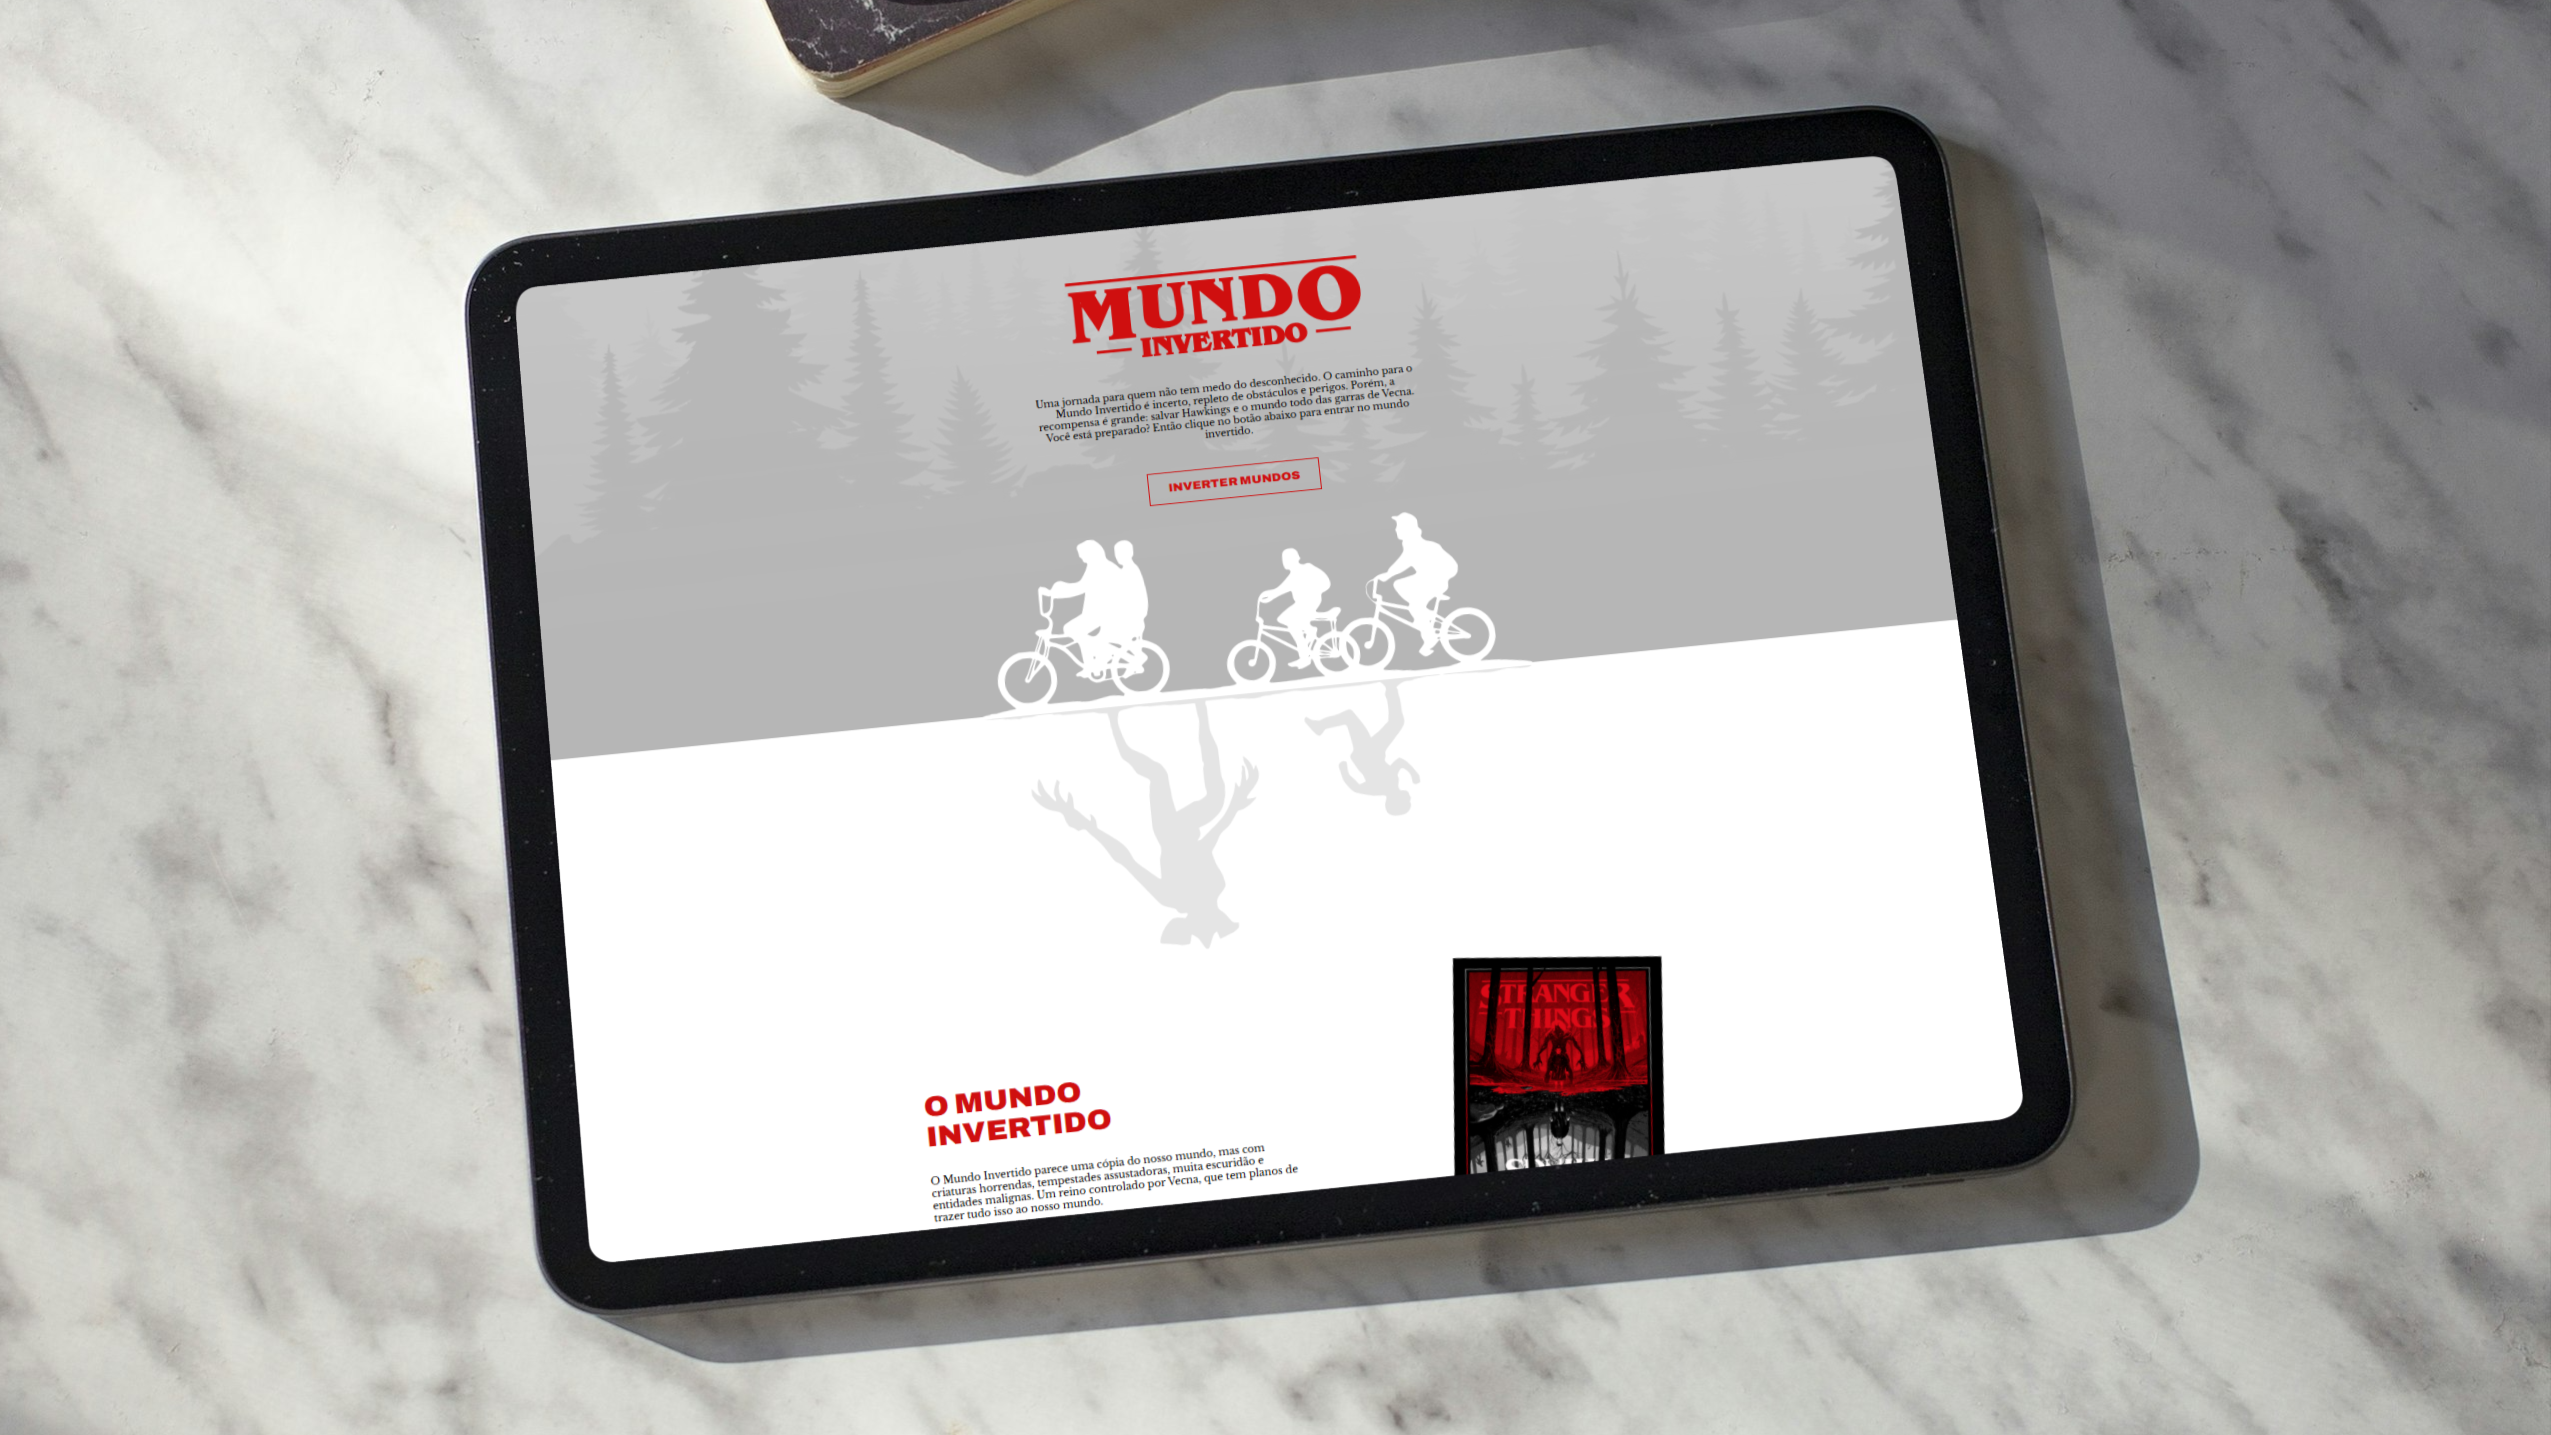 MUNDO
INVERTIDO
Uma jornada para quem não tem medo do desconhecido. O caminho para o
Mundo Invertido é incerto, repleto de obstáculos e perigos. Porém, a
recompensa é grande: salvar Hawkings e o mundo todo das garras de Vecna.
Você está preparado? Então clique no botão abaixo para entrar no mundo
invertido.
INVERTER MUNDOS
STRANGER
THINGS
O MUNDO
INVERTIDO
O Mundo Invertido parece uma cópia do nosso mundo, mas com
criaturas horrendas, tempestades assustadoras, muita escuridão e
entidades malignas. Um reino controlado por Vecna, que tem planos de
trazer tudo isso ao nosso mundo.